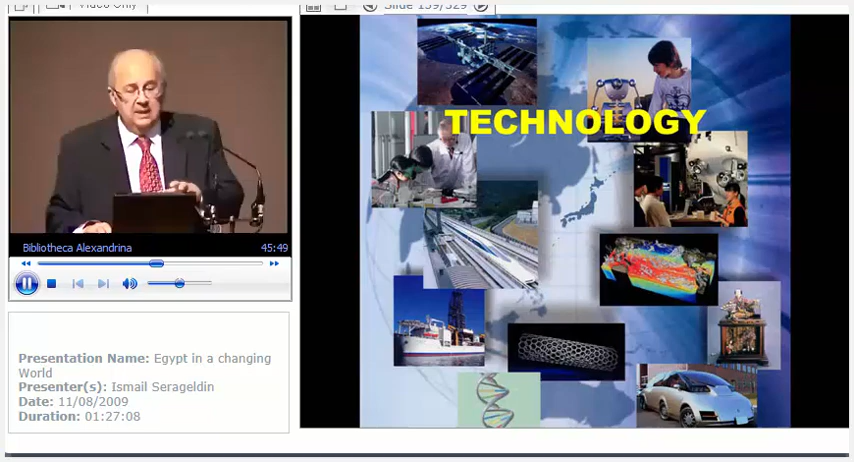 Video Only
Slide 159/329
TECHNOLOGY
Bibliotheca Alexandrina
45:49
Presentation Name: Egypt in a changing
World
Presenter(s): Ismail Serageldin
Date: 11/08/2009
Duration: 01:27:08